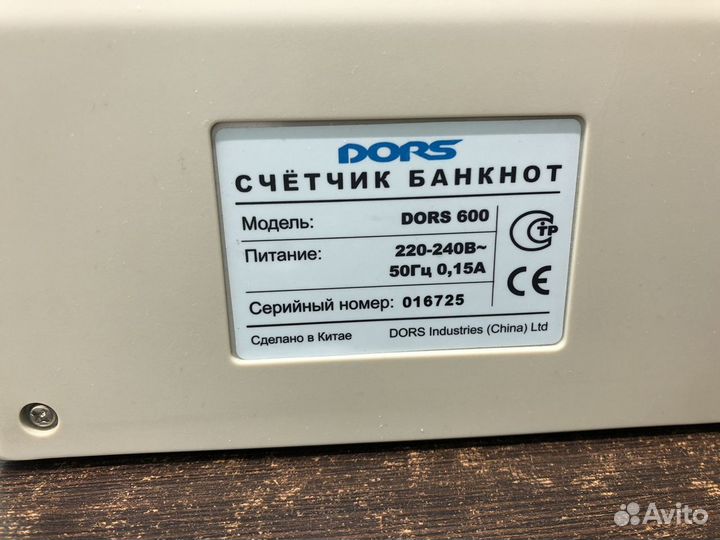 DORS
СЧЁТЧИК БАНКНОТ
Модель: DORS 600
Питание: 220-240В~
50Гц 0,15А
Серийный номер: 016725
Сделано в Китае DORS Industries (China) Ltd
СТР
CE
Avito